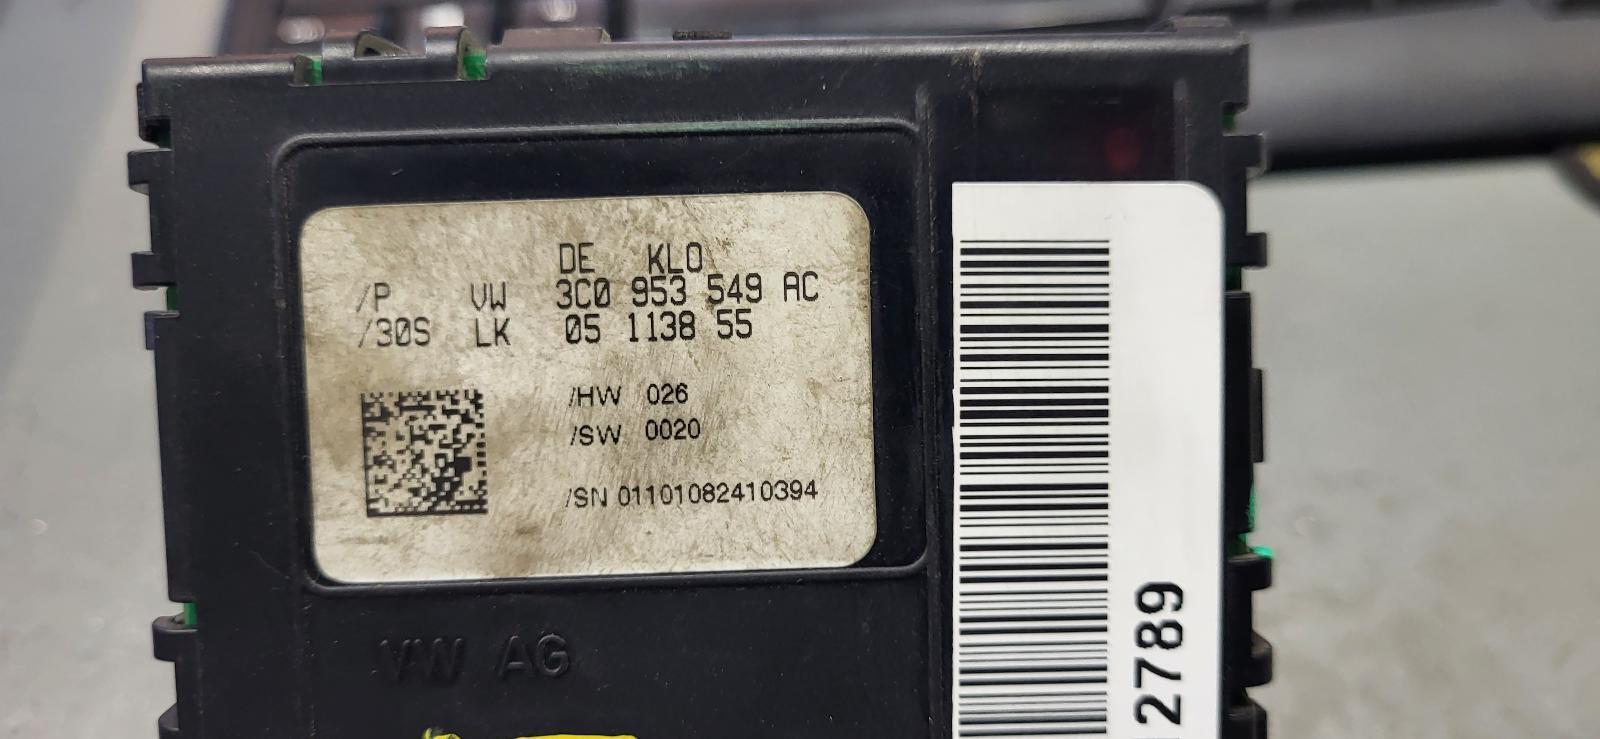 DE KLO
/P VW 3C0 953 549 AC
/30S LK 05 1138 55
/HW 026
/SW 0020
/SN 01101082410394
VW AG
2789